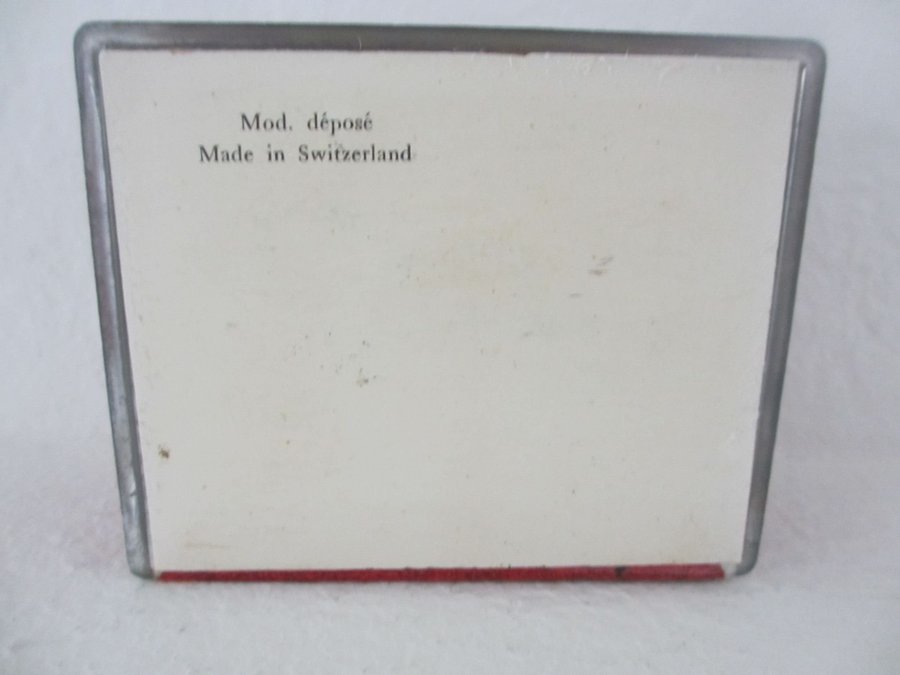 Mod. déposé
Made in Switzerland